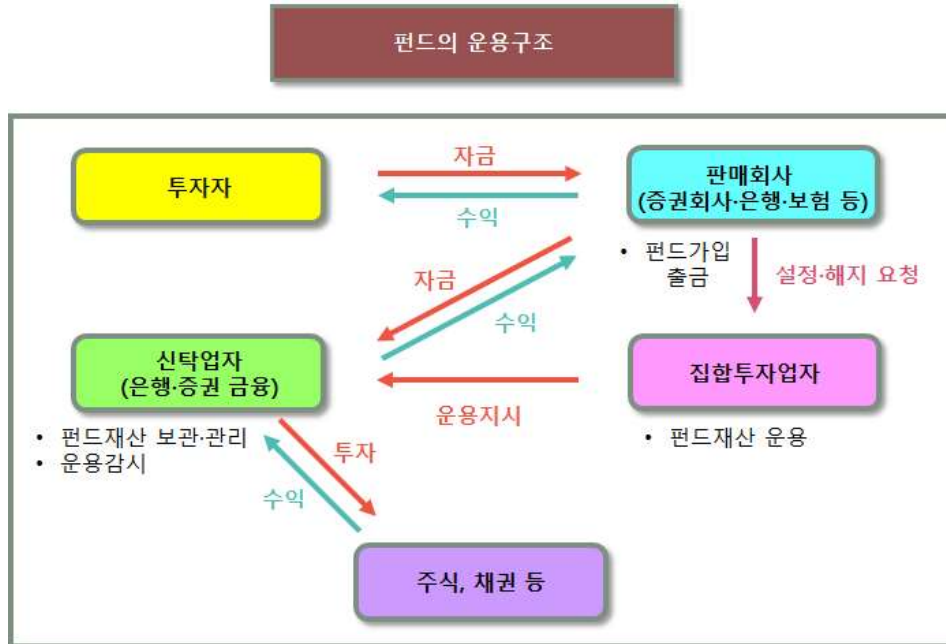 펀드의 운용구조
투자자
자금
수익
판매회사
(증권회사·은행·보험 등)
• 펀드가입
출금
설정·해지 요청
자금
수익
신탁업자
(은행·증권 금융)
• 펀드재산 보관·관리
• 운용감시
운용지시
집합투자업자
• 펀드재산 운용
투자
수익
주식, 채권 등